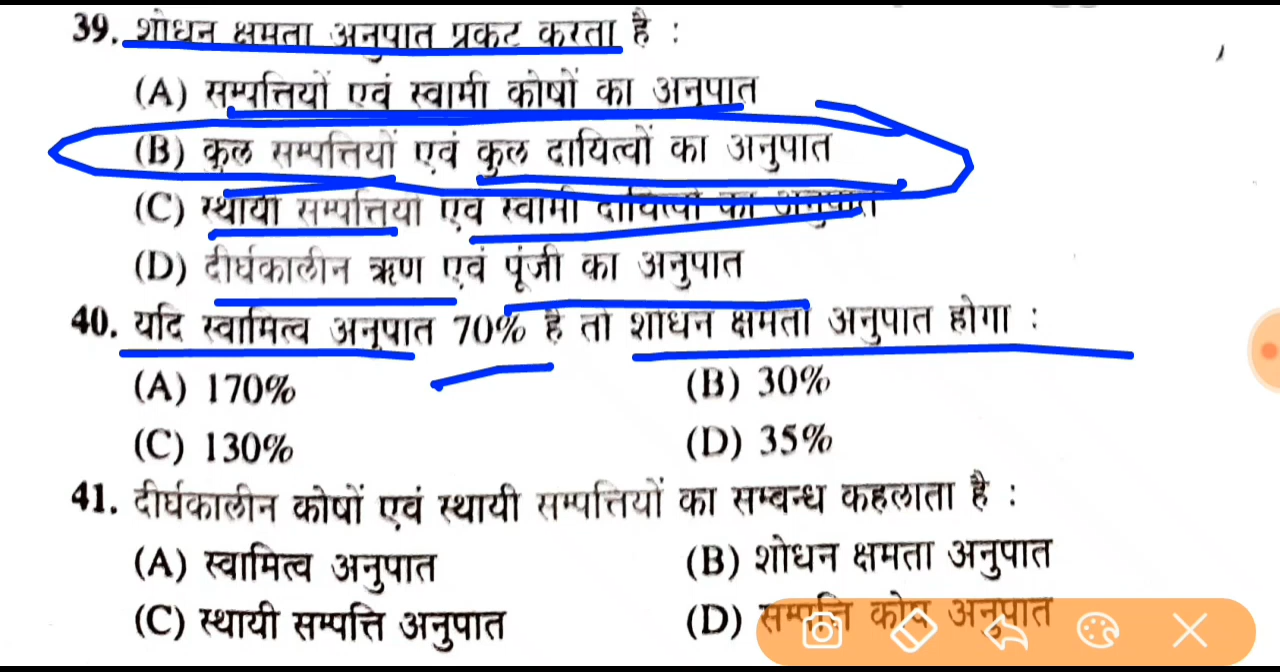 39. शोधन क्षमता अनुपात प्रकट करता है :
(A) सम्पत्तियों एवं स्वामी कोषों का अनुपात
(B) कुल सम्पत्तियों एवं कुल दायित्वों का अनुपात
(C) स्थायी सम्पत्तियों एवं स्वामी दायित्वों का अनुपात
(D) दीर्घकालीन ऋण एवं पूंजी का अनुपात
40. यदि स्वामित्व अनुपात 70% है तो शोधन क्षमता अनुपात होगा :
(A) 170% (B) 30%
(C) 130% (D) 35%
41. दीर्घकालीन कोषों एवं स्थायी सम्पत्तियों का सम्बन्ध कहलाता है :
(A) स्वामित्व अनुपात (B) शोधन क्षमता अनुपात
(C) स्थायी सम्पत्ति अनुपात (D) सम्पत्ति कोष अनुपात